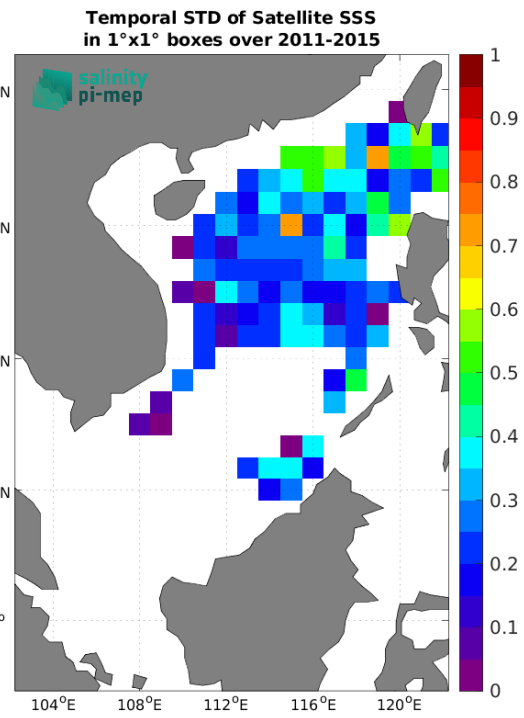 Temporal STD of Satellite SSS
in 1°x1° boxes over 2011-2015
salinity
pi-mep
N
N
N
N
°
104°E 108°E 112°E 116°E 120°E
1
0.9
0.8
0.7
0.6
0.5
0.4
0.3
0.2
0.1
0